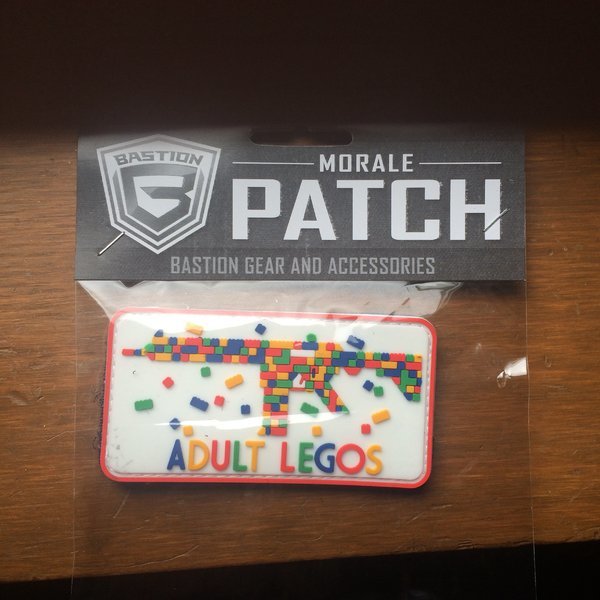 BASTION
MORALE
PATCH
BASTION GEAR AND ACCESSORIES
ADULT LEGOS